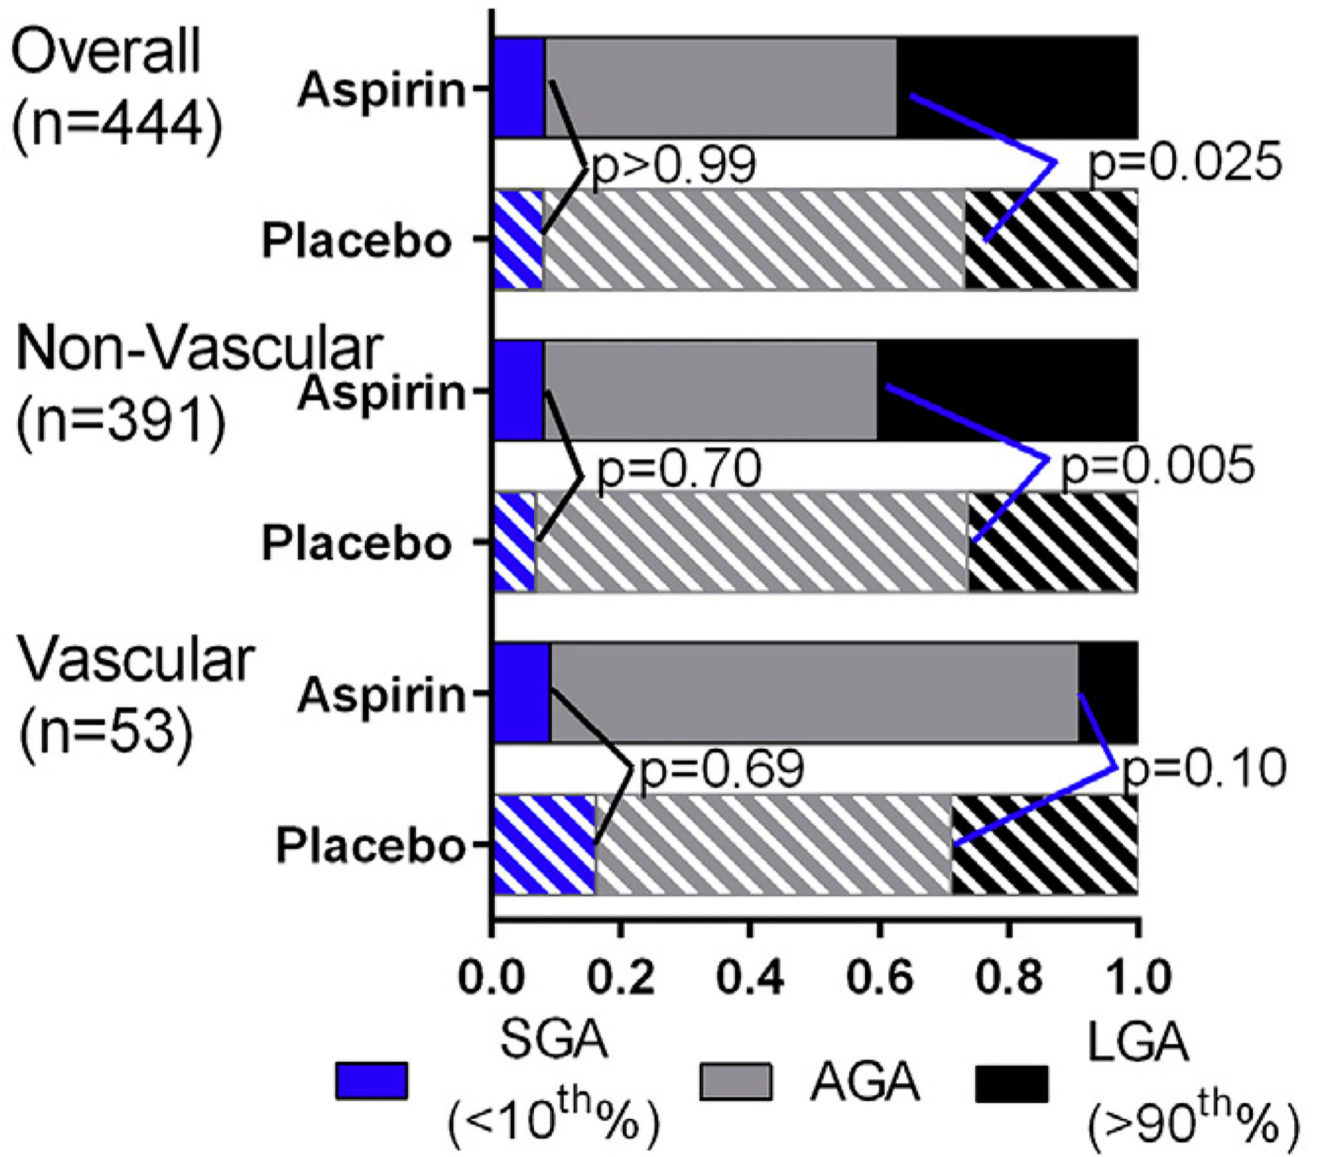 Overall
(n=444)
Aspirin
p>0.99
p=0.025
Placebo
Non-Vascular
(n=391)
Aspirin
p=0.70
p=0.005
Placebo
Vascular
(n=53)
Aspirin
p=0.69
p=0.10
Placebo
0.0 0.2 0.4 0.6 0.8 1.0
SGA
(<10th%)
AGA
LGA
(>90th%)